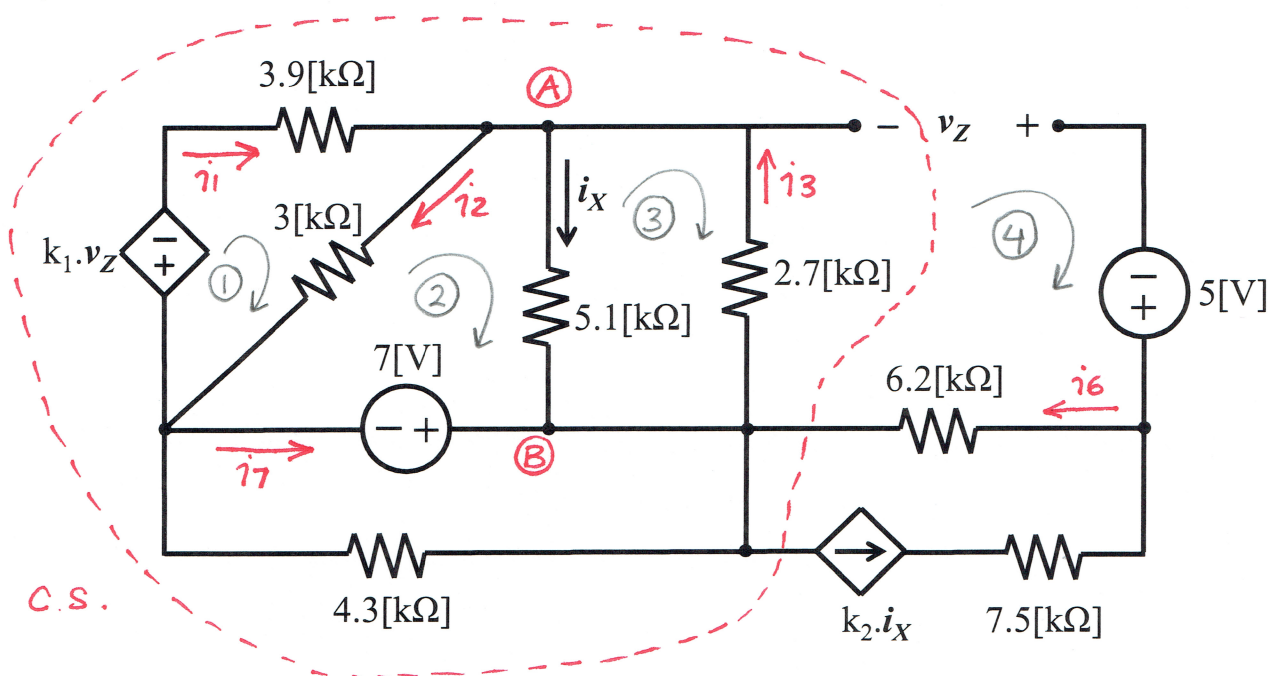 3.9[kΩ]
A
− vZ +
i1
i2
iX
i3
3[kΩ]
k1.vZ
−
+
1
2
3
4
2.7[kΩ]
5.1[kΩ]
−
+
5[V]
7[V]
− +
6.2[kΩ]
i6
i7
B
C.S.
4.3[kΩ]
k2.iX
7.5[kΩ]